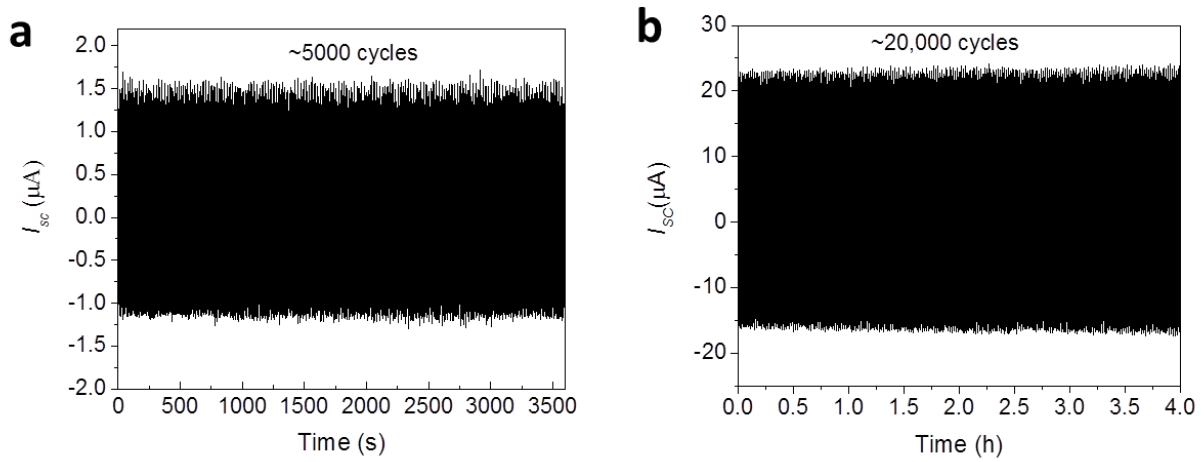 a
~5000 cycles
2.0
1.5
1.0
0.5
0.0
-0.5
-1.0
-1.5
-2.0
I_sc (μA)
0 500 1000 1500 2000 2500 3000 3500
Time (s)
b
~20,000 cycles
30
20
10
0
-10
-20
I_SC(μA)
0.0 0.5 1.0 1.5 2.0 2.5 3.0 3.5 4.0
Time (h)